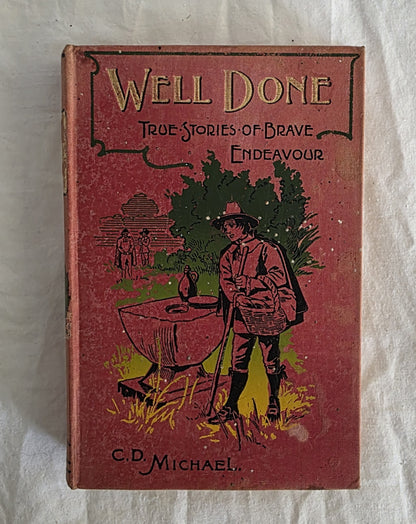 WELL DONE
TRUE·STORIES·OF·BRAVE
ENDEAVOUR
C.D. MICHAEL.